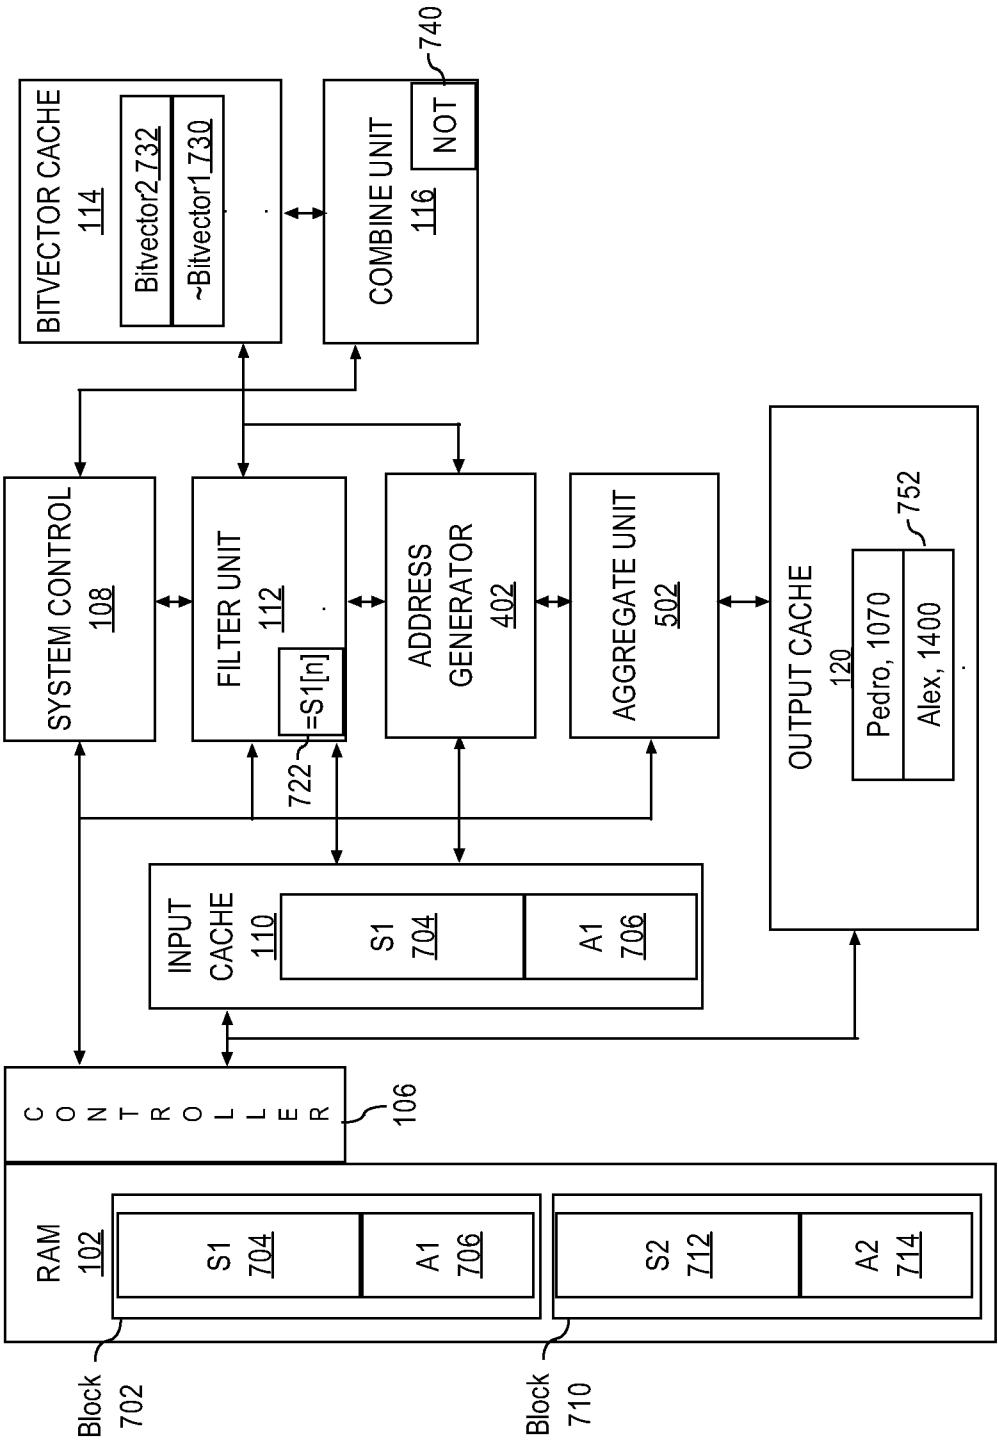 Block
702
Block
710
RAM
102
S1
704
A1
706
S2
712
A2
714
CONTROLLER
106
INPUT
CACHE
110
S1
704
A1
706
SYSTEM CONTROL
108
FILTER UNIT
112
=S1[n]
722
ADDRESS
GENERATOR
402
AGGREGATE UNIT
502
BITVECTOR CACHE
114
Bitvector2 732
~Bitvector1 730
COMBINE UNIT
116
NOT
740
OUTPUT CACHE
120
Pedro, 1070
Alex, 1400
752